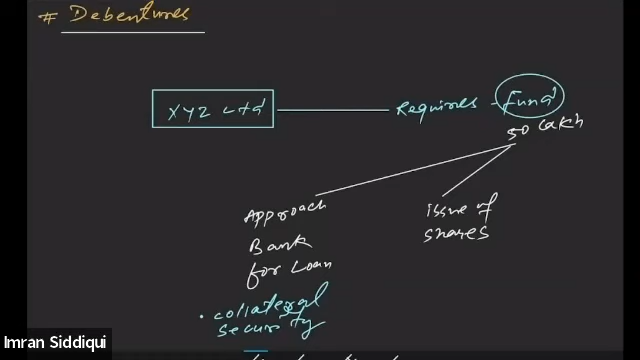 # Debentures
XYZ Ltd
Requires
Fund
50 Lakh
Approach
Bank
for Loan
issue of
shares
• collateral
security
Imran Siddiqui